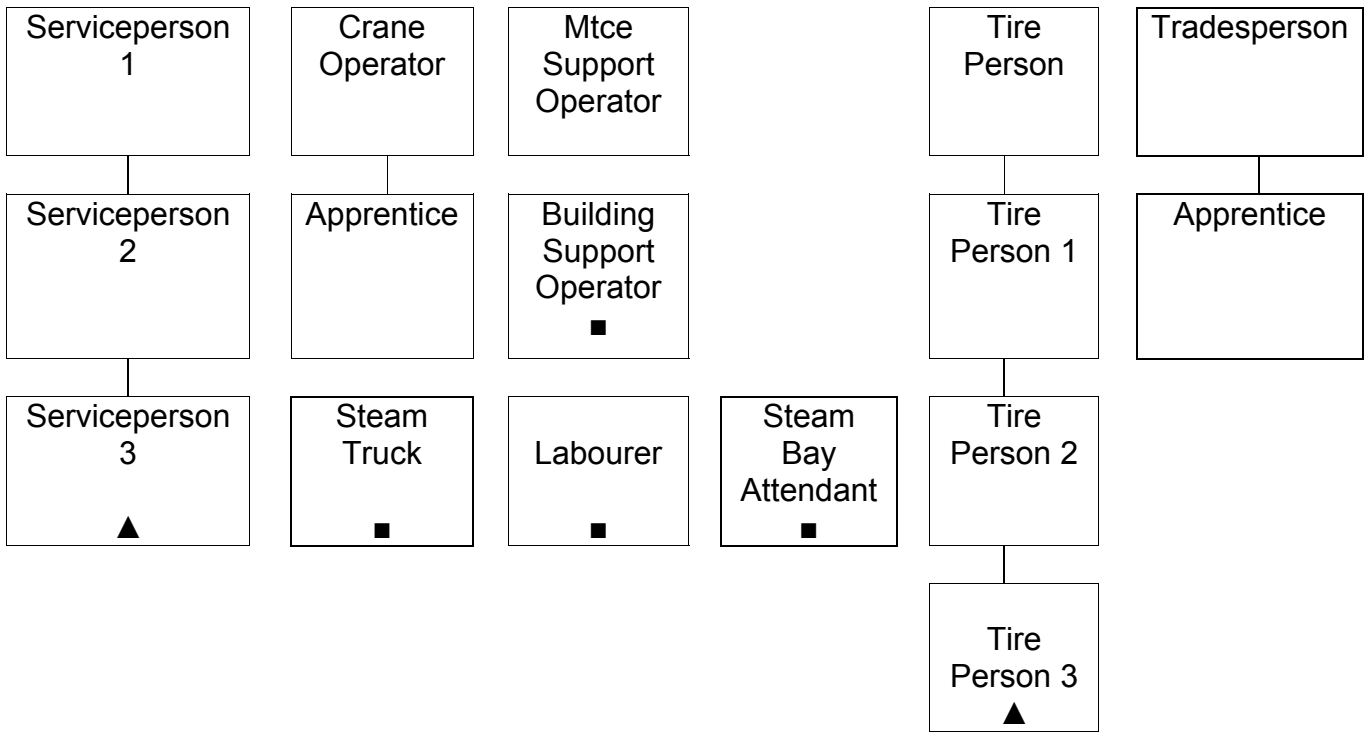 Serviceperson
1
Crane
Operator
Mtce
Support
Operator
Tire
Person
Tradesperson
Serviceperson
2
Apprentice
Building
Support
Operator
■
Tire
Person 1
Apprentice
Serviceperson
3
▲
Steam
Truck
■
Labourer
■
Steam
Bay
Attendant
■
Tire
Person 2
Tire
Person 3
▲